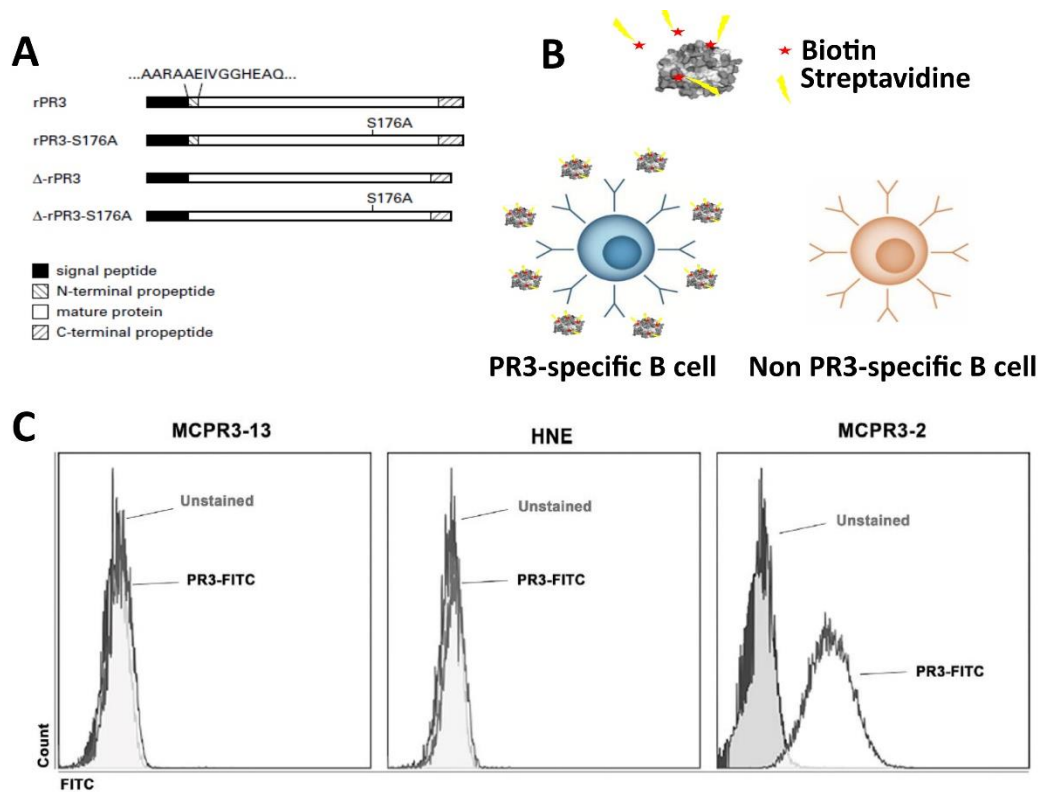 A
...AARAAEIVGGHEAQ...
rPR3
S176A
rPR3-S176A
Δ-rPR3
S176A
Δ-rPR3-S176A
signal peptide
N-terminal propeptide
mature protein
C-terminal propeptide
B
Biotin
Streptavidine
PR3-specific B cell
Non PR3-specific B cell
C
MCPR3-13
Unstained
PR3-FITC
HNE
Unstained
PR3-FITC
MCPR3-2
Unstained
PR3-FITC
Count
FITC